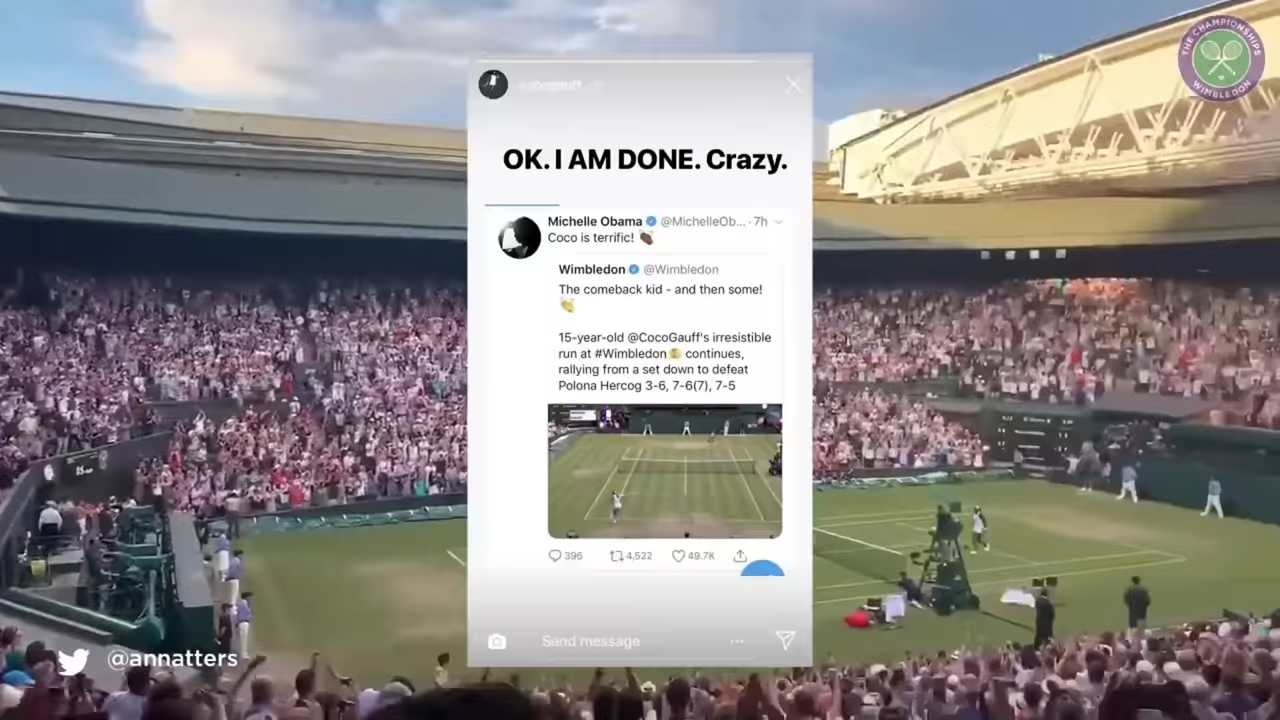 THE CHAMPIONSHIPS
WIMBLEDON
cocogauff
OK. I AM DONE. Crazy.
Michelle Obama @MichelleOb... · 7h
Coco is terrific! 👏🏾
Wimbledon @Wimbledon
The comeback kid - and then some!
👏
15-year-old @CocoGauff's irresistible
run at #Wimbledon continues,
rallying from a set down to defeat
Polona Hercog 3-6, 7-6(7), 7-5
396 4,522 49.7K
Send message
@annatters